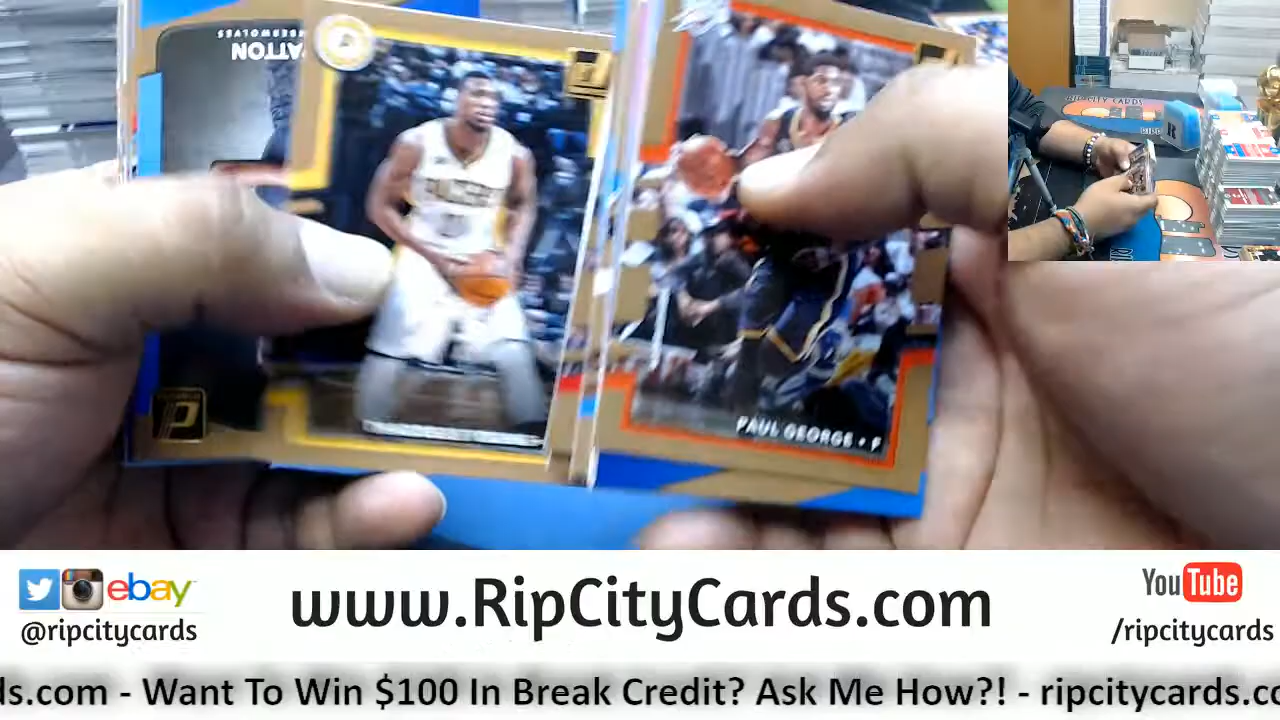 PAUL GEORGE • F
RIP CITY CARDS
ebay
@ripcitycards
www.RipCityCards.com
YouTube
/ripcitycards
ds.com - Want To Win $100 In Break Credit? Ask Me How?! - ripcitycards.co